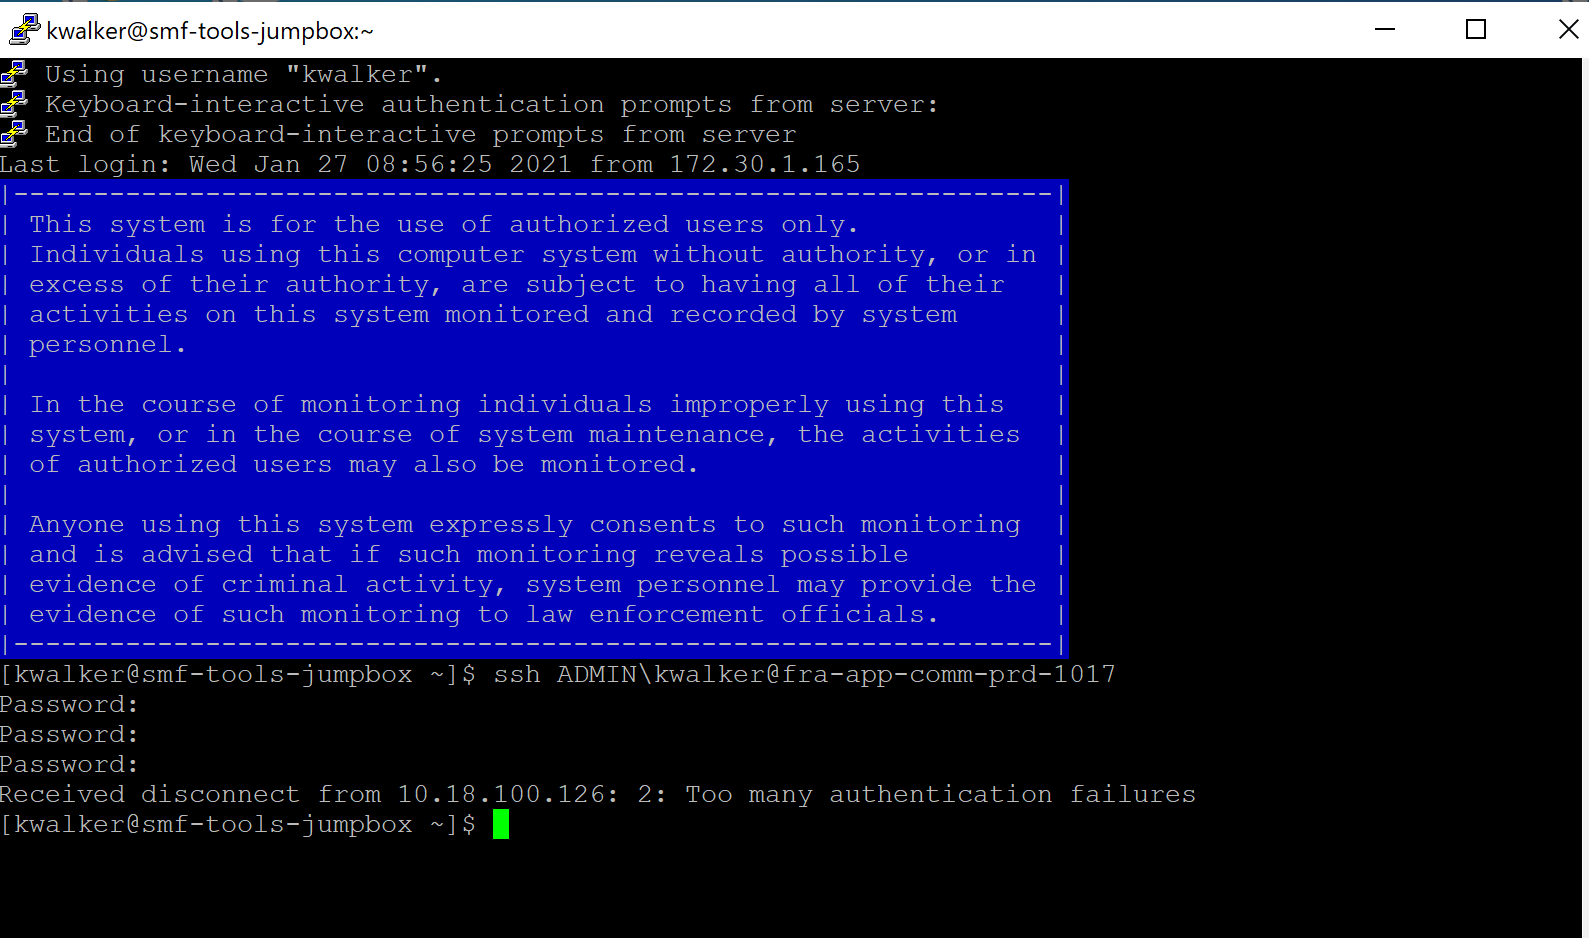 kwalker@smf-tools-jumpbox:~
Using username "kwalker".
Keyboard-interactive authentication prompts from server:
End of keyboard-interactive prompts from server
Last login: Wed Jan 27 08:56:25 2021 from 172.30.1.165
|-----------------------------------------------------------------|
| This system is for the use of authorized users only.            |
| Individuals using this computer system without authority, or in |
| excess of their authority, are subject to having all of their   |
| activities on this system monitored and recorded by system      |
| personnel.                                                      |
|                                                                 |
| In the course of monitoring individuals improperly using this   |
| system, or in the course of system maintenance, the activities  |
| of authorized users may also be monitored.                      |
|                                                                 |
| Anyone using this system expressly consents to such monitoring  |
| and is advised that if such monitoring reveals possible         |
| evidence of criminal activity, system personnel may provide the |
| evidence of such monitoring to law enforcement officials.       |
|-----------------------------------------------------------------|
[kwalker@smf-tools-jumpbox ~]$ ssh ADMIN\kwalker@fra-app-comm-prd-1017
Password:
Password:
Password:
Received disconnect from 10.18.100.126: 2: Too many authentication failures
[kwalker@smf-tools-jumpbox ~]$